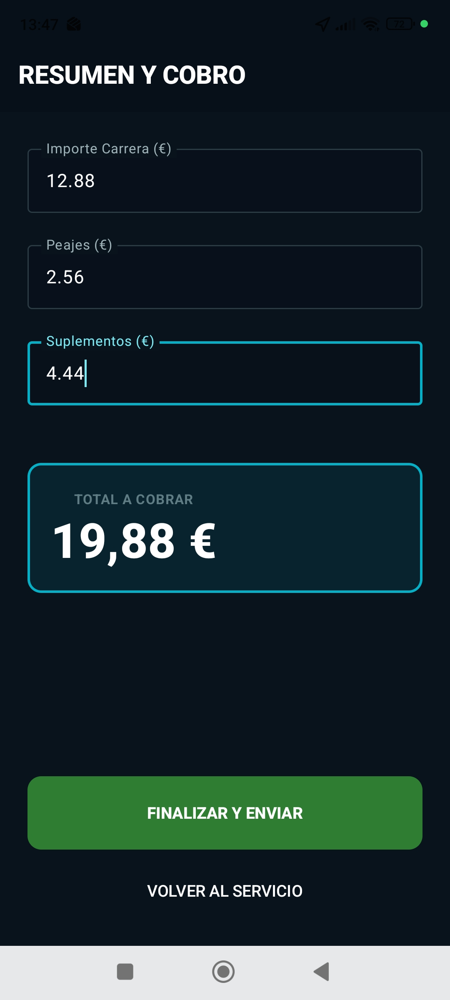 13:47
72
RESUMEN Y COBRO
Importe Carrera (€)
12.88
Peajes (€)
2.56
Suplementos (€)
4.44
TOTAL A COBRAR
19,88 €
FINALIZAR Y ENVIAR
VOLVER AL SERVICIO